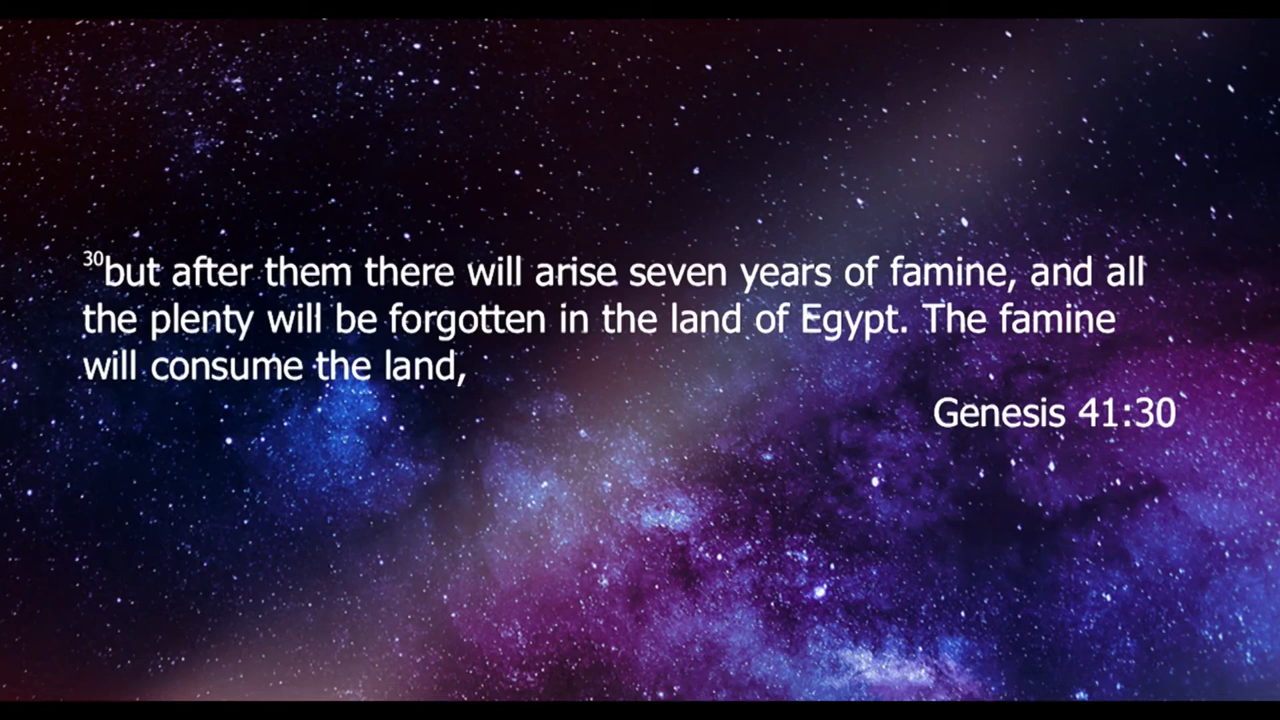 30but after them there will arise seven years of famine, and all
the plenty will be forgotten in the land of Egypt. The famine
will consume the land,
Genesis 41:30